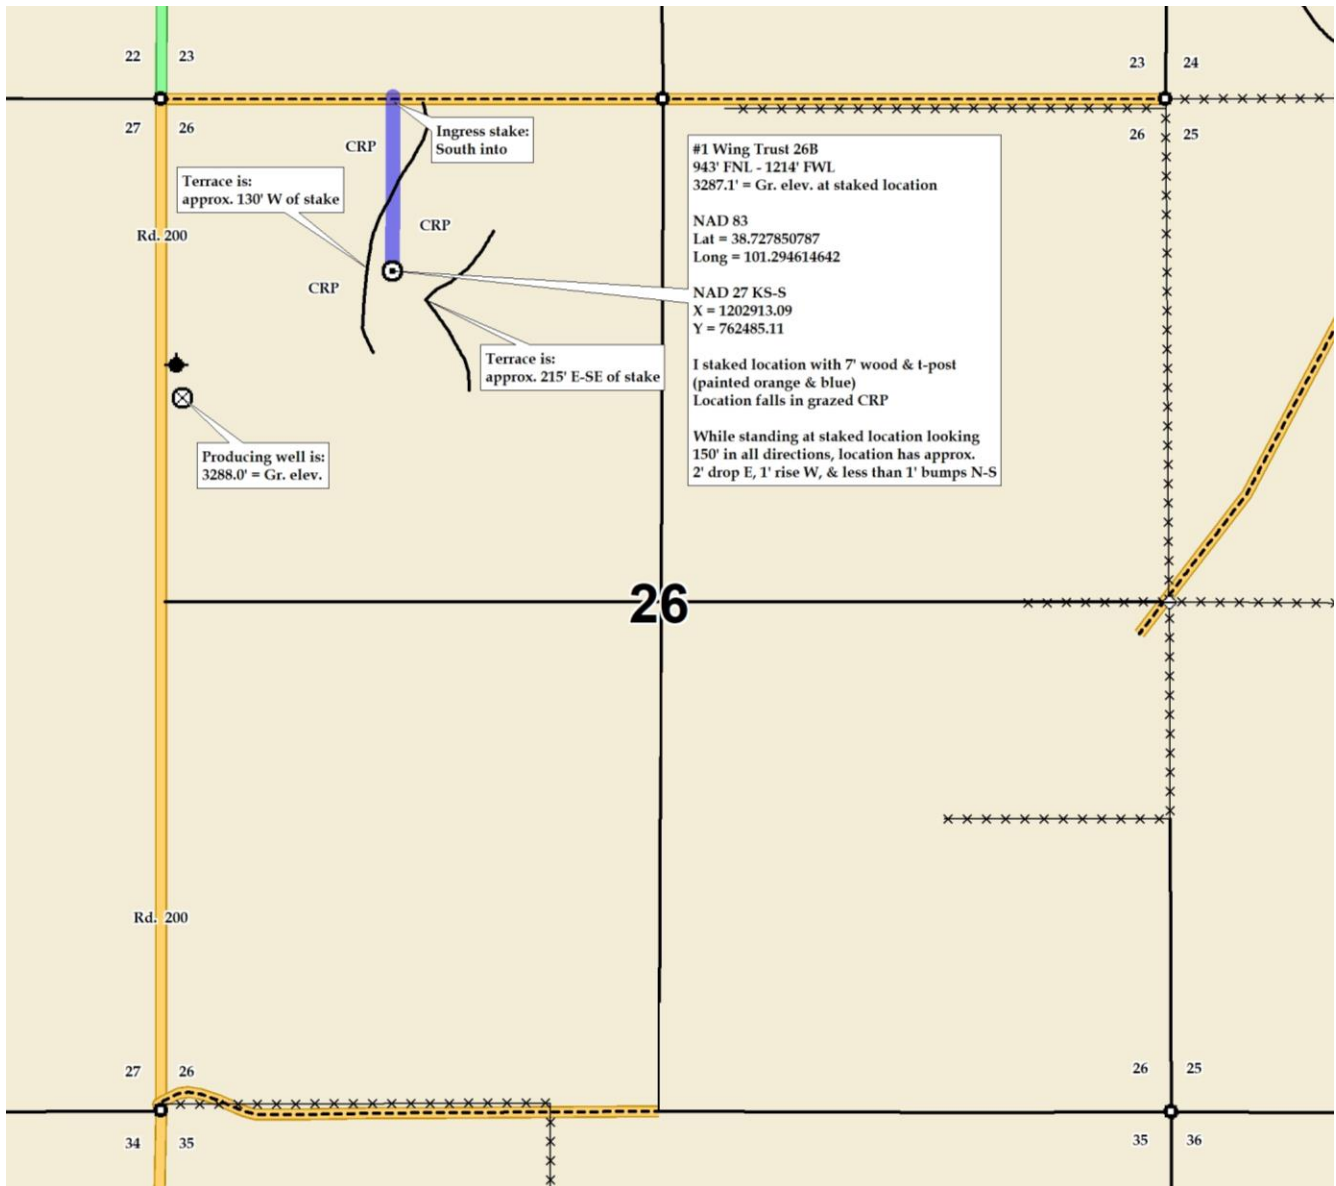 22 23
23 24
27 26
26 25
Ingress stake:
South into
CRP
#1 Wing Trust 26B
943' FNL - 1214' FWL
3287.1' = Gr. elev. at staked location
NAD 83
Lat = 38.727850787
Long = 101.294614642
NAD 27 KS-S
X = 1202913.09
Y = 762485.11
I staked location with 7' wood & t-post
(painted orange & blue)
Location falls in grazed CRP
While standing at staked location looking
150' in all directions, location has approx.
2' drop E, 1' rise W, & less than 1' bumps N-S
Terrace is:
approx. 130' W of stake
CRP
Rd. 200
CRP
Terrace is:
approx. 215' E-SE of stake
Producing well is:
3288.0' = Gr. elev.
26
Rd. 200
27 26
26 25
34 35
35 36